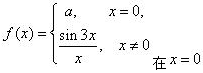 f(x) = { a, x = 0,
sin 3x / x, x ≠ 0 在 x = 0